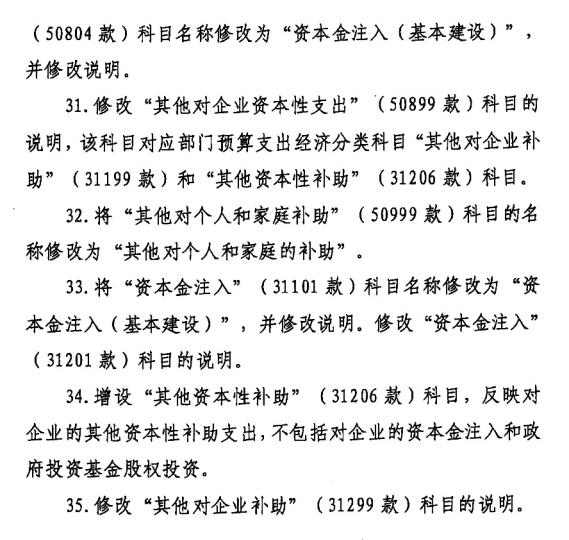 （50804 款）科目名称修改为“资本金注入（基本建设）”，
并修改说明。
31.修改“其他对企业资本性支出”（50899 款）科目的
说明，该科目对应部门预算支出经济分类科目“其他对企业补
助”（31199 款）和“其他资本性补助”（31206 款）科目。
32.将“其他对个人和家庭补助”（50999 款）科目的名
称修改为“其他对个人和家庭的补助”。
33.将“资本金注入”（31101 款）科目名称修改为“资
本金注入（基本建设）”，并修改说明。修改“资本金注入”
（31201 款）科目的说明。
34.增设“其他资本性补助”（31206 款）科目，反映对
企业的其他资本性补助支出，不包括对企业的资本金注入和政
府投资基金股权投资。
35.修改“其他对企业补助”（31299 款）科目的说明。